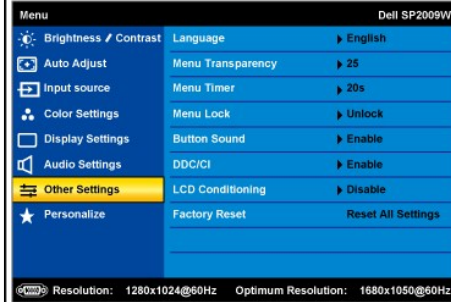 Menu Dell SP2009W
Brightness / Contrast Language English
Auto Adjust Menu Transparency 25
Input source Menu Timer 20s
Color Settings Menu Lock Unlock
Display Settings Button Sound Enable
Audio Settings DDC/CI Enable
Other Settings LCD Conditioning Disable
Personalize Factory Reset Reset All Settings
Resolution: 1280x1024@60Hz Optimum Resolution: 1680x1050@60Hz